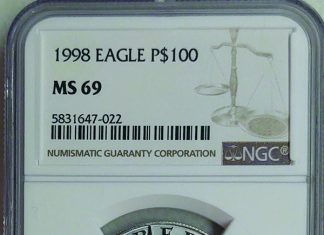 1998 EAGLE P$100
MS 69
5831647-022
NUMISMATIC GUARANTY CORPORATION
NGC®